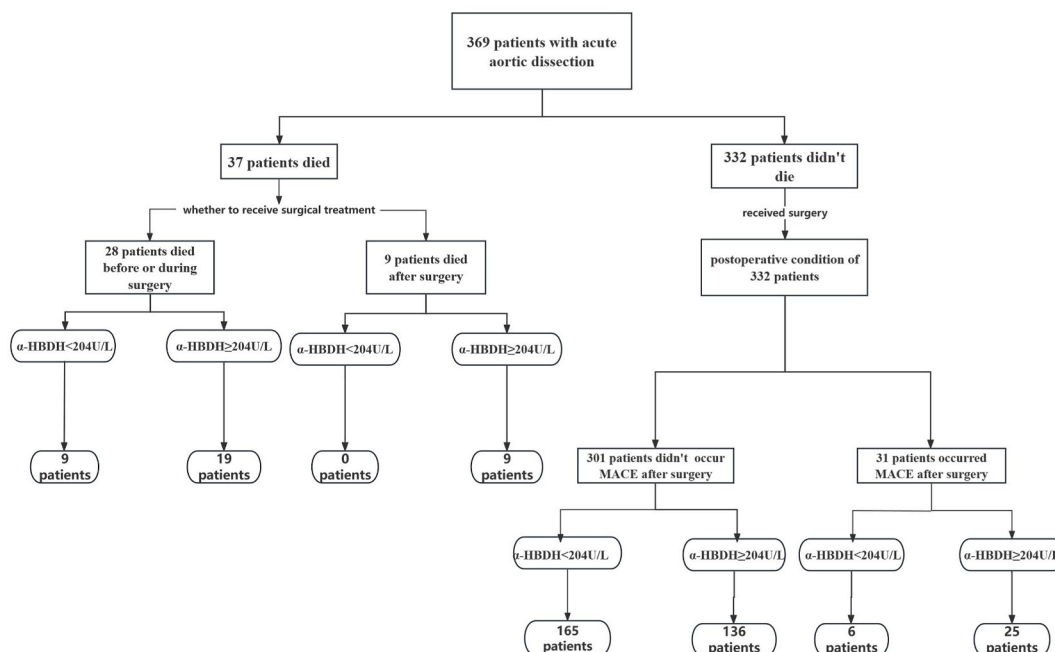 369 patients with acute
aortic dissection
37 patients died
332 patients didn't
die
whether to receive surgical treatment
received surgery
28 patients died
before or during
surgery
9 patients died
after surgery
postoperative condition of
332 patients
α-HBDH<204U/L
α-HBDH≥204U/L
α-HBDH<204U/L
α-HBDH≥204U/L
9
patients
19
patients
0
patients
9
patients
301 patients didn't occur
MACE after surgery
31 patients occurred
MACE after surgery
α-HBDH<204U/L
α-HBDH≥204U/L
α-HBDH<204U/L
α-HBDH≥204U/L
165
patients
136
patients
6
patients
25
patients